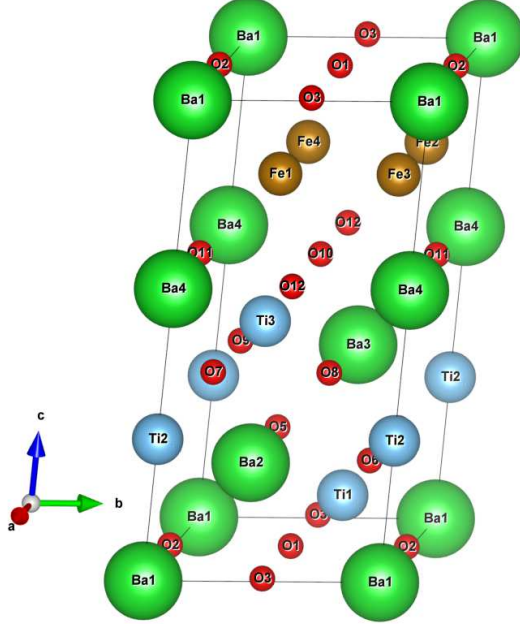 Ba1 O3 Ba1
O2 O1 O2
Ba1 O3 Ba1
Fe4 Fe2
Fe1 Fe3
Ba4 O12 Ba4
O11 O10 O11
Ba4 O12 Ba4
Ti3
O9 Ba3
O7 O8 Ti2
Ti2 O5 Ti2
Ba2 O6
Ti1
Ba1 O3 Ba1
O2 O1 O2
Ba1 O3 Ba1
c
b
a